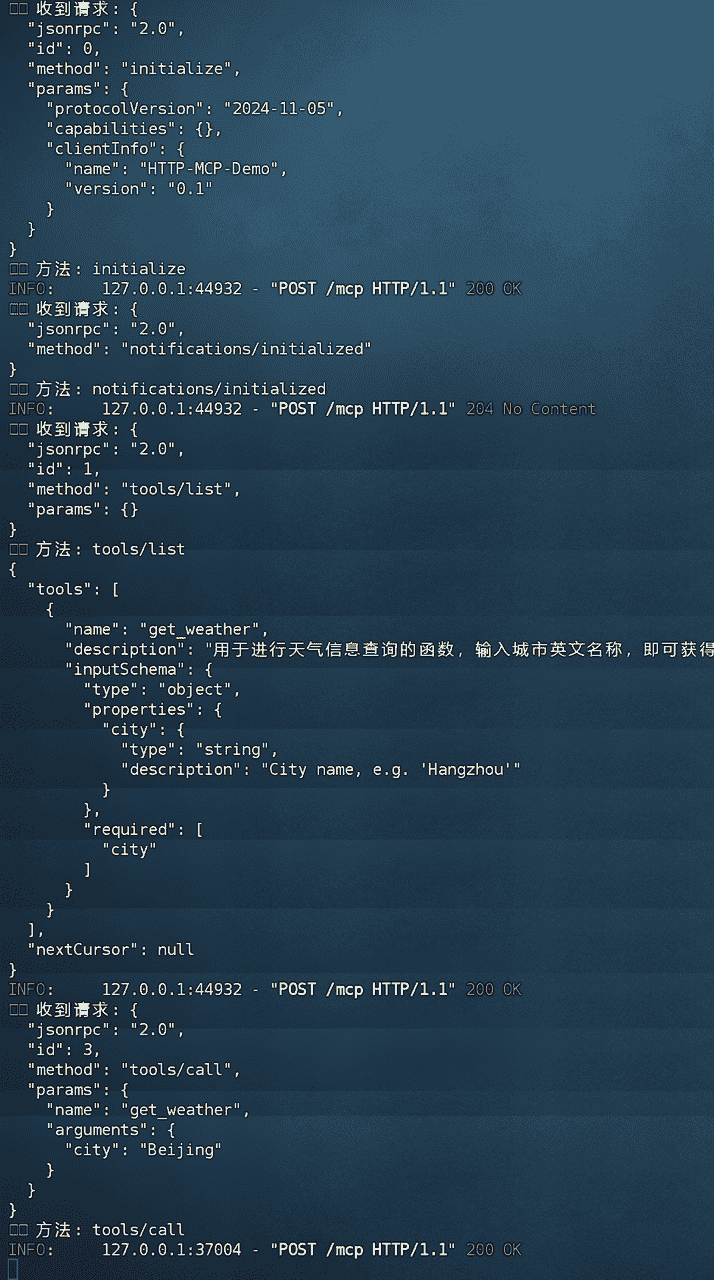 收到请求: {
  "jsonrpc": "2.0",
  "id": 0,
  "method": "initialize",
  "params": {
    "protocolVersion": "2024-11-05",
    "capabilities": {},
    "clientInfo": {
      "name": "HTTP-MCP-Demo",
      "version": "0.1"
    }
  }
}
方法: initialize
INFO:     127.0.0.1:44932 - "POST /mcp HTTP/1.1" 200 OK
收到请求: {
  "jsonrpc": "2.0",
  "method": "notifications/initialized"
}
方法: notifications/initialized
INFO:     127.0.0.1:44932 - "POST /mcp HTTP/1.1" 204 No Content
收到请求: {
  "jsonrpc": "2.0",
  "id": 1,
  "method": "tools/list",
  "params": {}
}
方法: tools/list
{
  "tools": [
    {
      "name": "get_weather",
      "description": "用于进行天气信息查询的函数，输入城市英文名称，即可获得
      "inputSchema": {
        "type": "object",
        "properties": {
          "city": {
            "type": "string",
            "description": "City name, e.g. 'Hangzhou'"
          }
        },
        "required": [
          "city"
        ]
      }
    }
  ],
  "nextCursor": null
}
INFO:     127.0.0.1:44932 - "POST /mcp HTTP/1.1" 200 OK
收到请求: {
  "jsonrpc": "2.0",
  "id": 3,
  "method": "tools/call",
  "params": {
    "name": "get_weather",
    "arguments": {
      "city": "Beijing"
    }
  }
}
方法: tools/call
INFO:     127.0.0.1:37004 - "POST /mcp HTTP/1.1" 200 OK